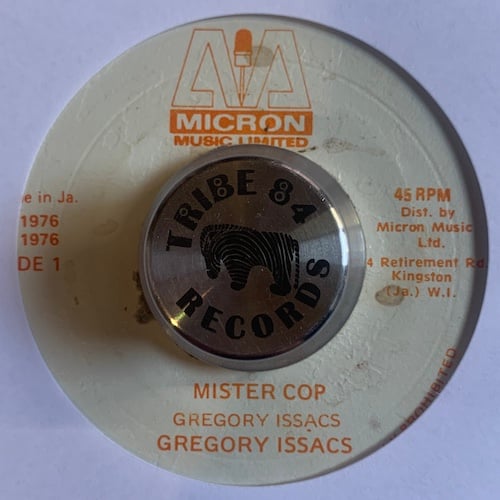 MICRON
MUSIC LIMITED
e in Ja.
1976
1976
DE 1
TRIBE 84
RECORDS
45 RPM
Dist. by
Micron Music
Ltd.
4 Retirement Rd.
Kingston
(Ja.) W.I.
PROHIBITED
MISTER COP
GREGORY ISSACS
GREGORY ISSACS